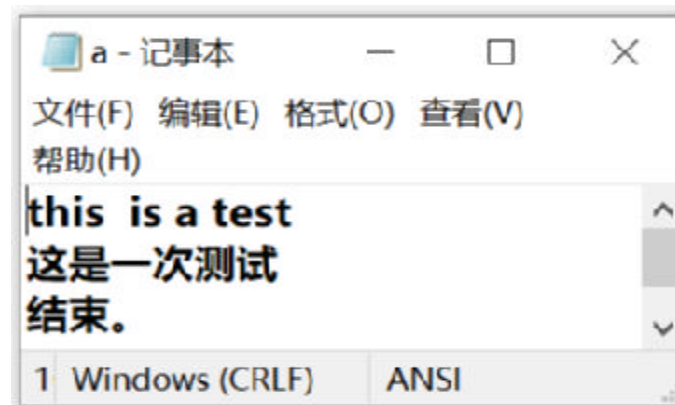 a - 记事本
文件(F) 编辑(E) 格式(O) 查看(V)
帮助(H)
this  is a test
这是一次测试
结束。
1 Windows (CRLF) ANSI